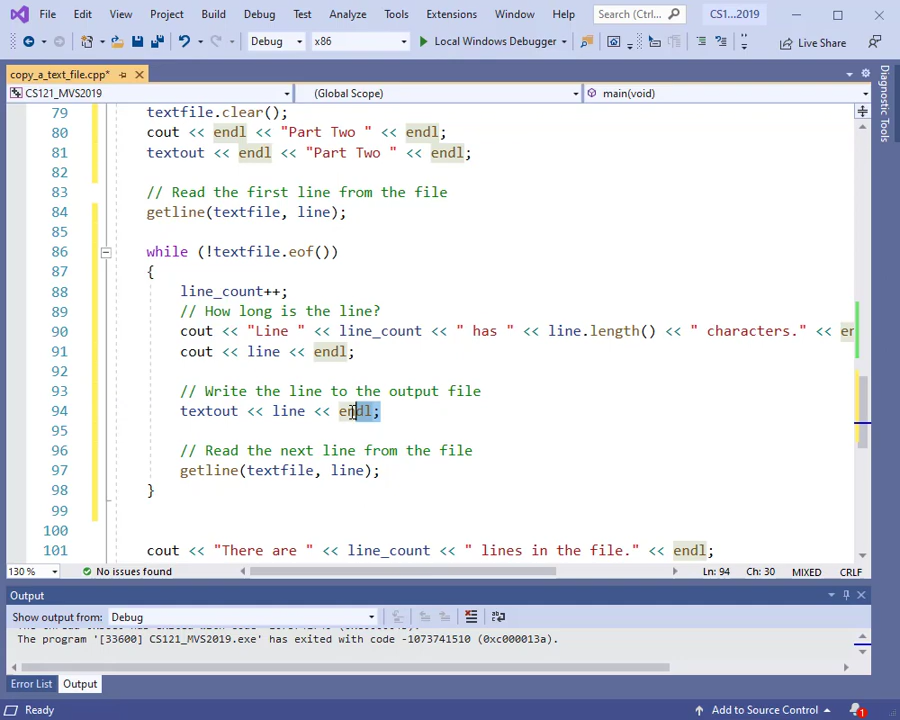 File Edit View Project Build Debug Test Analyze Tools Extensions Window Help Search (Ctrl... CS1...2019
Debug x86 Local Windows Debugger Live Share
copy_a_text_file.cpp*
CS121_MVS2019 (Global Scope) main(void)
Diagnostic Tools
79 textfile.clear();
80 cout << endl << "Part Two " << endl;
81 textout << endl << "Part Two " << endl;
82
83 // Read the first line from the file
84 getline(textfile, line);
85
86 while (!textfile.eof())
87 {
88 line_count++;
89 // How long is the line?
90 cout << "Line " << line_count << " has " << line.length() << " characters." << en
91 cout << line << endl;
92
93 // Write the line to the output file
94 textout << line << endl;
95
96 // Read the next line from the file
97 getline(textfile, line);
98 }
99
100
101 cout << "There are " << line_count << " lines in the file." << endl;
130 % No issues found Ln: 94 Ch: 30 MIXED CRLF
Output
Show output from: Debug
The program '[33600] CS121_MVS2019.exe' has exited with code -1073741510 (0xc000013a).
Error List Output
Ready Add to Source Control 1